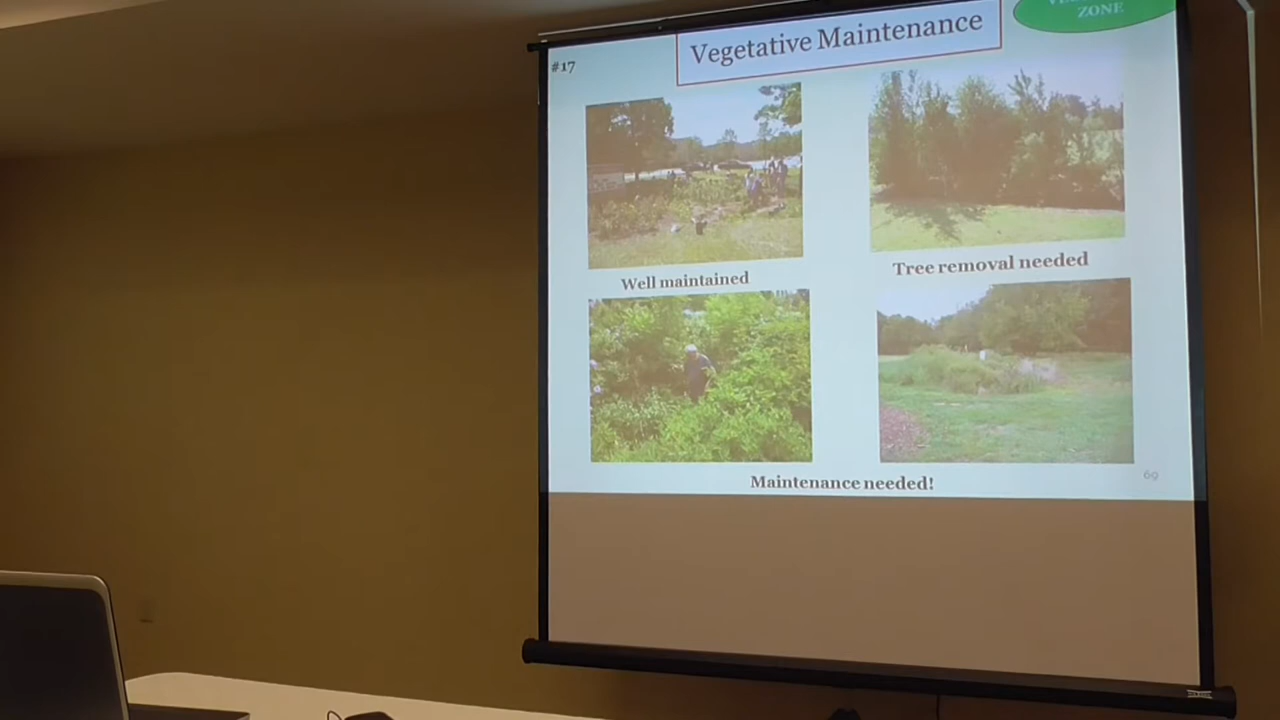 ZONE
Vegetative Maintenance
#17
Well maintained
Tree removal needed
Maintenance needed!
69